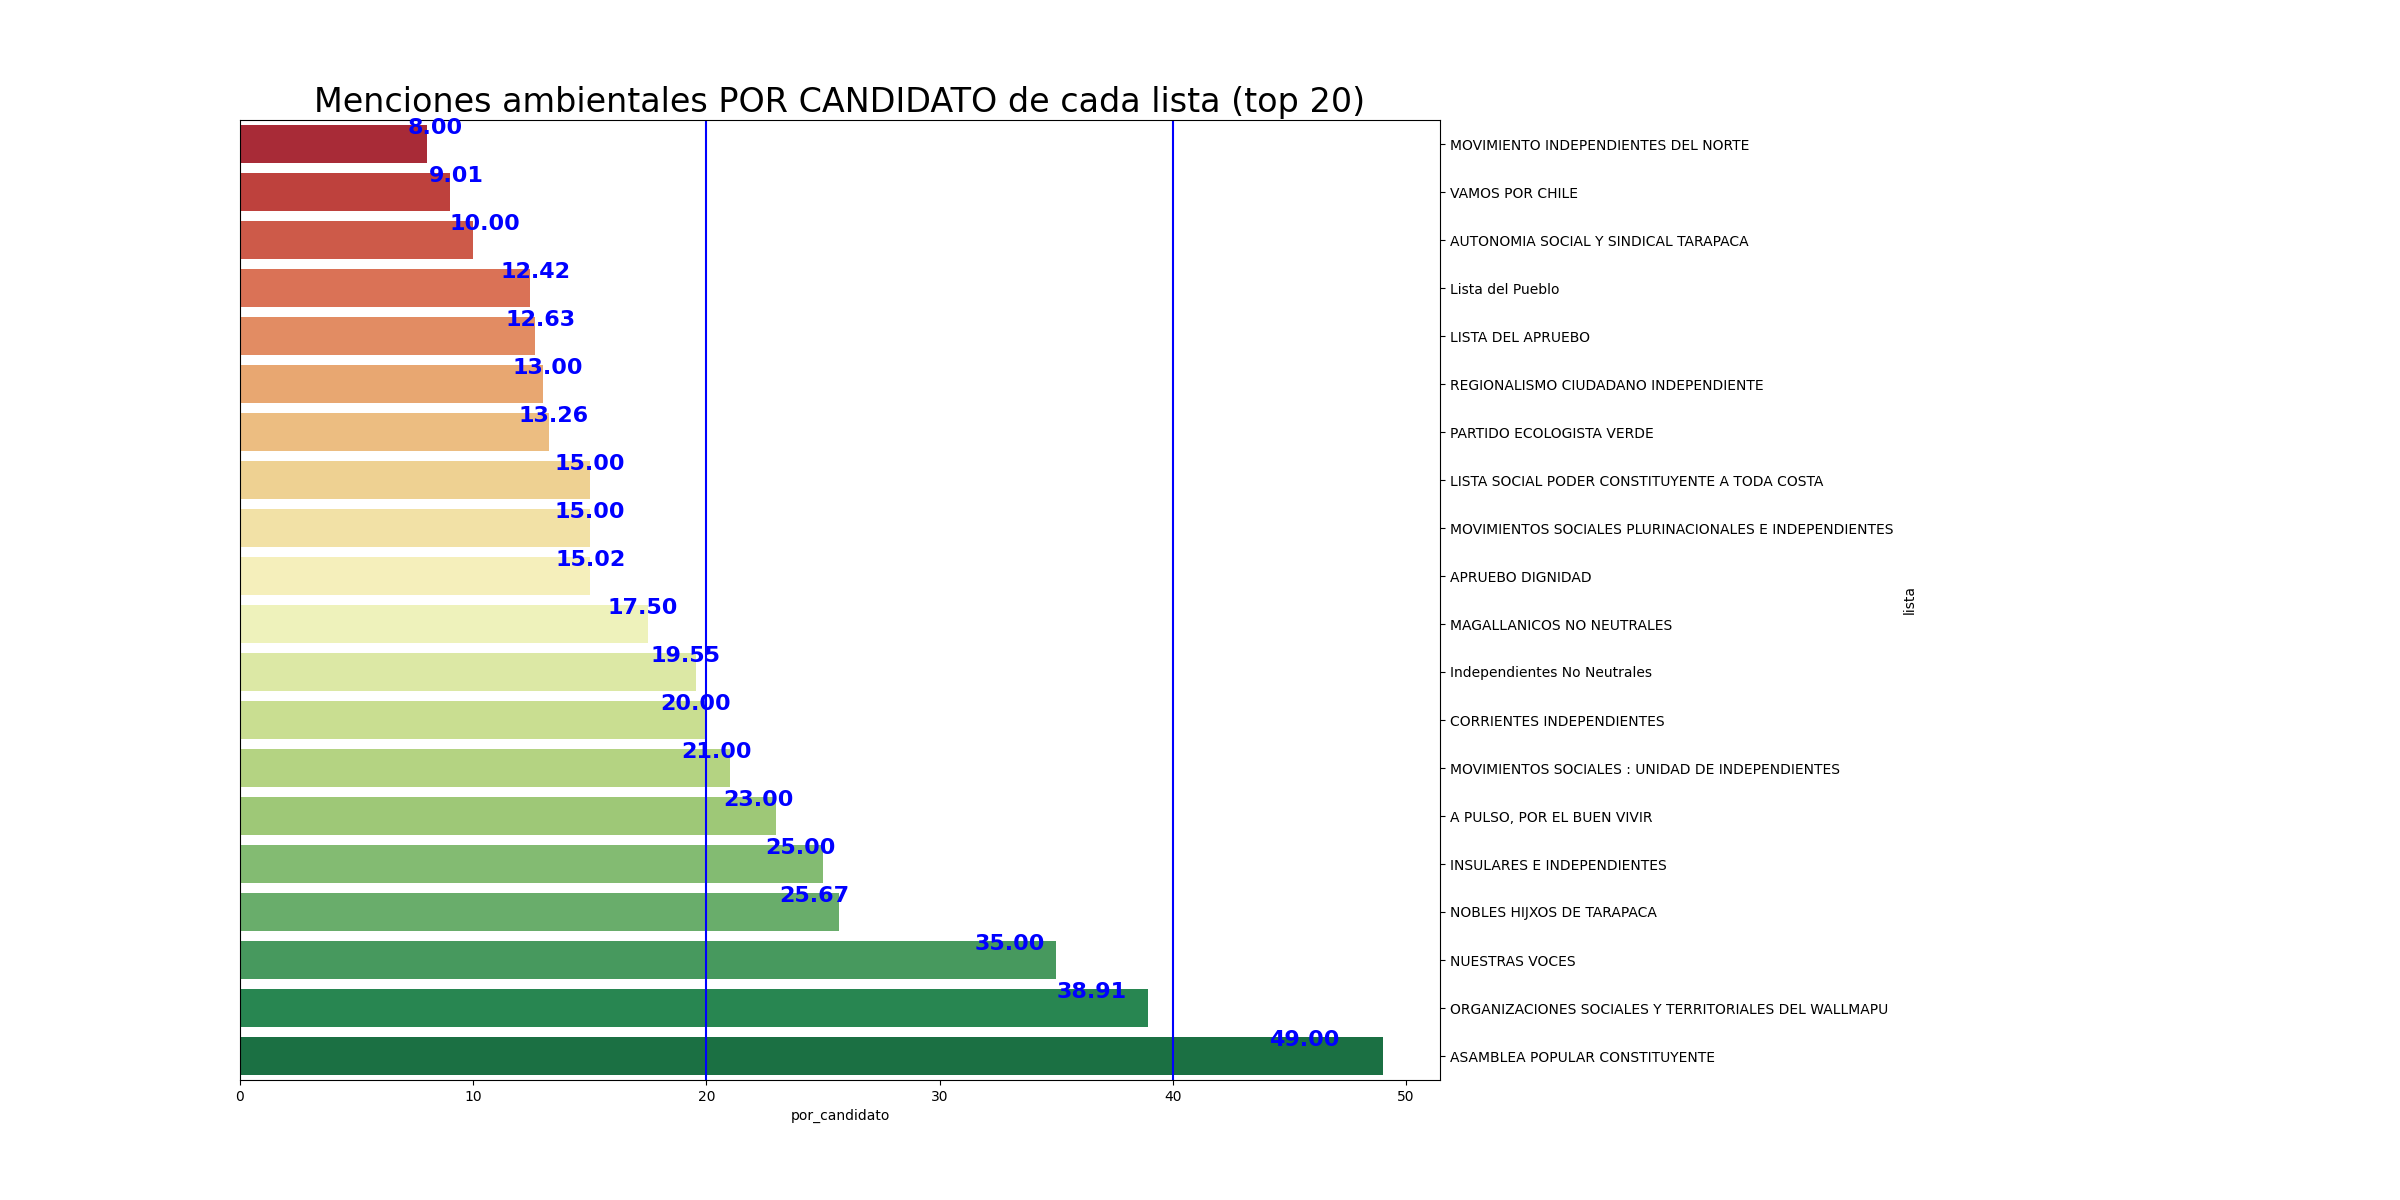 Menciones ambientales POR CANDIDATO de cada lista (top 20)
8.00 MOVIMIENTO INDEPENDIENTES DEL NORTE
9.01 VAMOS POR CHILE
10.00 AUTONOMIA SOCIAL Y SINDICAL TARAPACA
12.42 Lista del Pueblo
12.63 LISTA DEL APRUEBO
13.00 REGIONALISMO CIUDADANO INDEPENDIENTE
13.26 PARTIDO ECOLOGISTA VERDE
15.00 LISTA SOCIAL PODER CONSTITUYENTE A TODA COSTA
15.00 MOVIMIENTOS SOCIALES PLURINACIONALES E INDEPENDIENTES
15.02 APRUEBO DIGNIDAD
17.50 MAGALLANICOS NO NEUTRALES
19.55 Independientes No Neutrales
20.00 CORRIENTES INDEPENDIENTES
21.00 MOVIMIENTOS SOCIALES : UNIDAD DE INDEPENDIENTES
23.00 A PULSO, POR EL BUEN VIVIR
25.00 INSULARES E INDEPENDIENTES
25.67 NOBLES HIJXOS DE TARAPACA
35.00 NUESTRAS VOCES
38.91 ORGANIZACIONES SOCIALES Y TERRITORIALES DEL WALLMAPU
49.00 ASAMBLEA POPULAR CONSTITUYENTE
lista
0 10 20 30 40 50
por_candidato